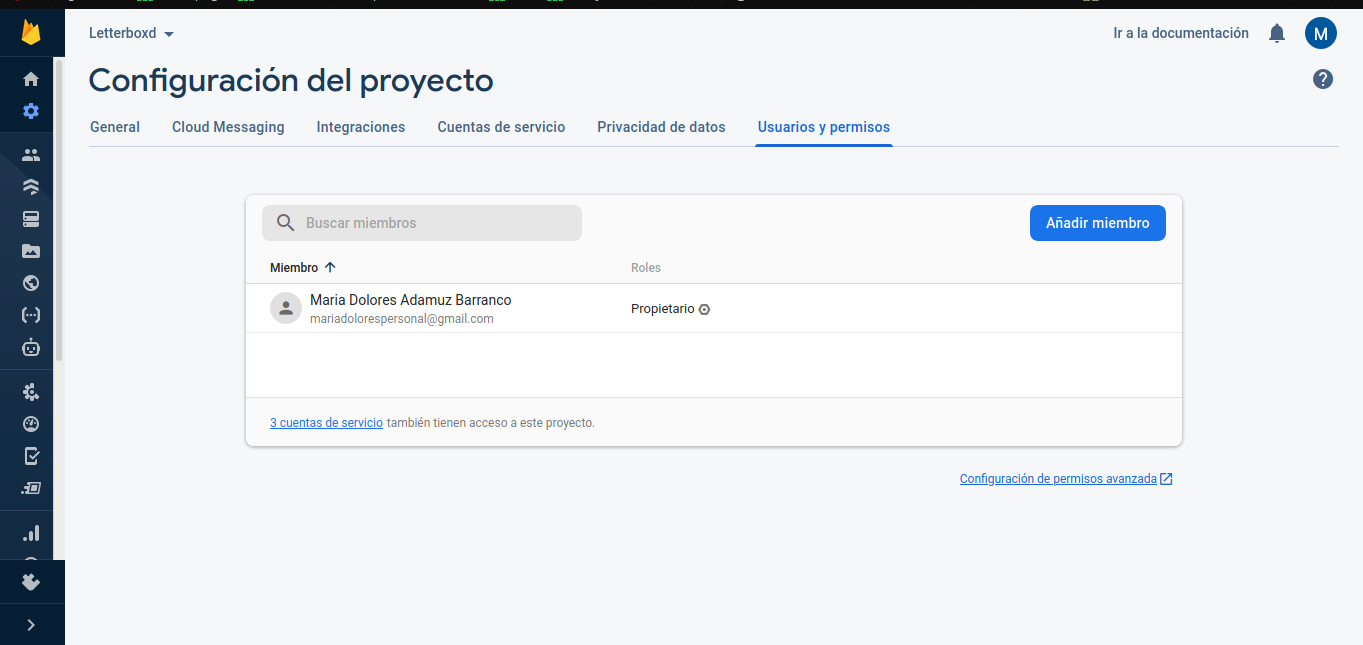 Letterboxd
Ir a la documentación
M
Configuración del proyecto
?
General
Cloud Messaging
Integraciones
Cuentas de servicio
Privacidad de datos
Usuarios y permisos
Buscar miembros
Añadir miembro
Miembro
Roles
Maria Dolores Adamuz Barranco
mariadolorespersonal@gmail.com
Propietario
3 cuentas de servicio también tienen acceso a este proyecto.
Configuración de permisos avanzada